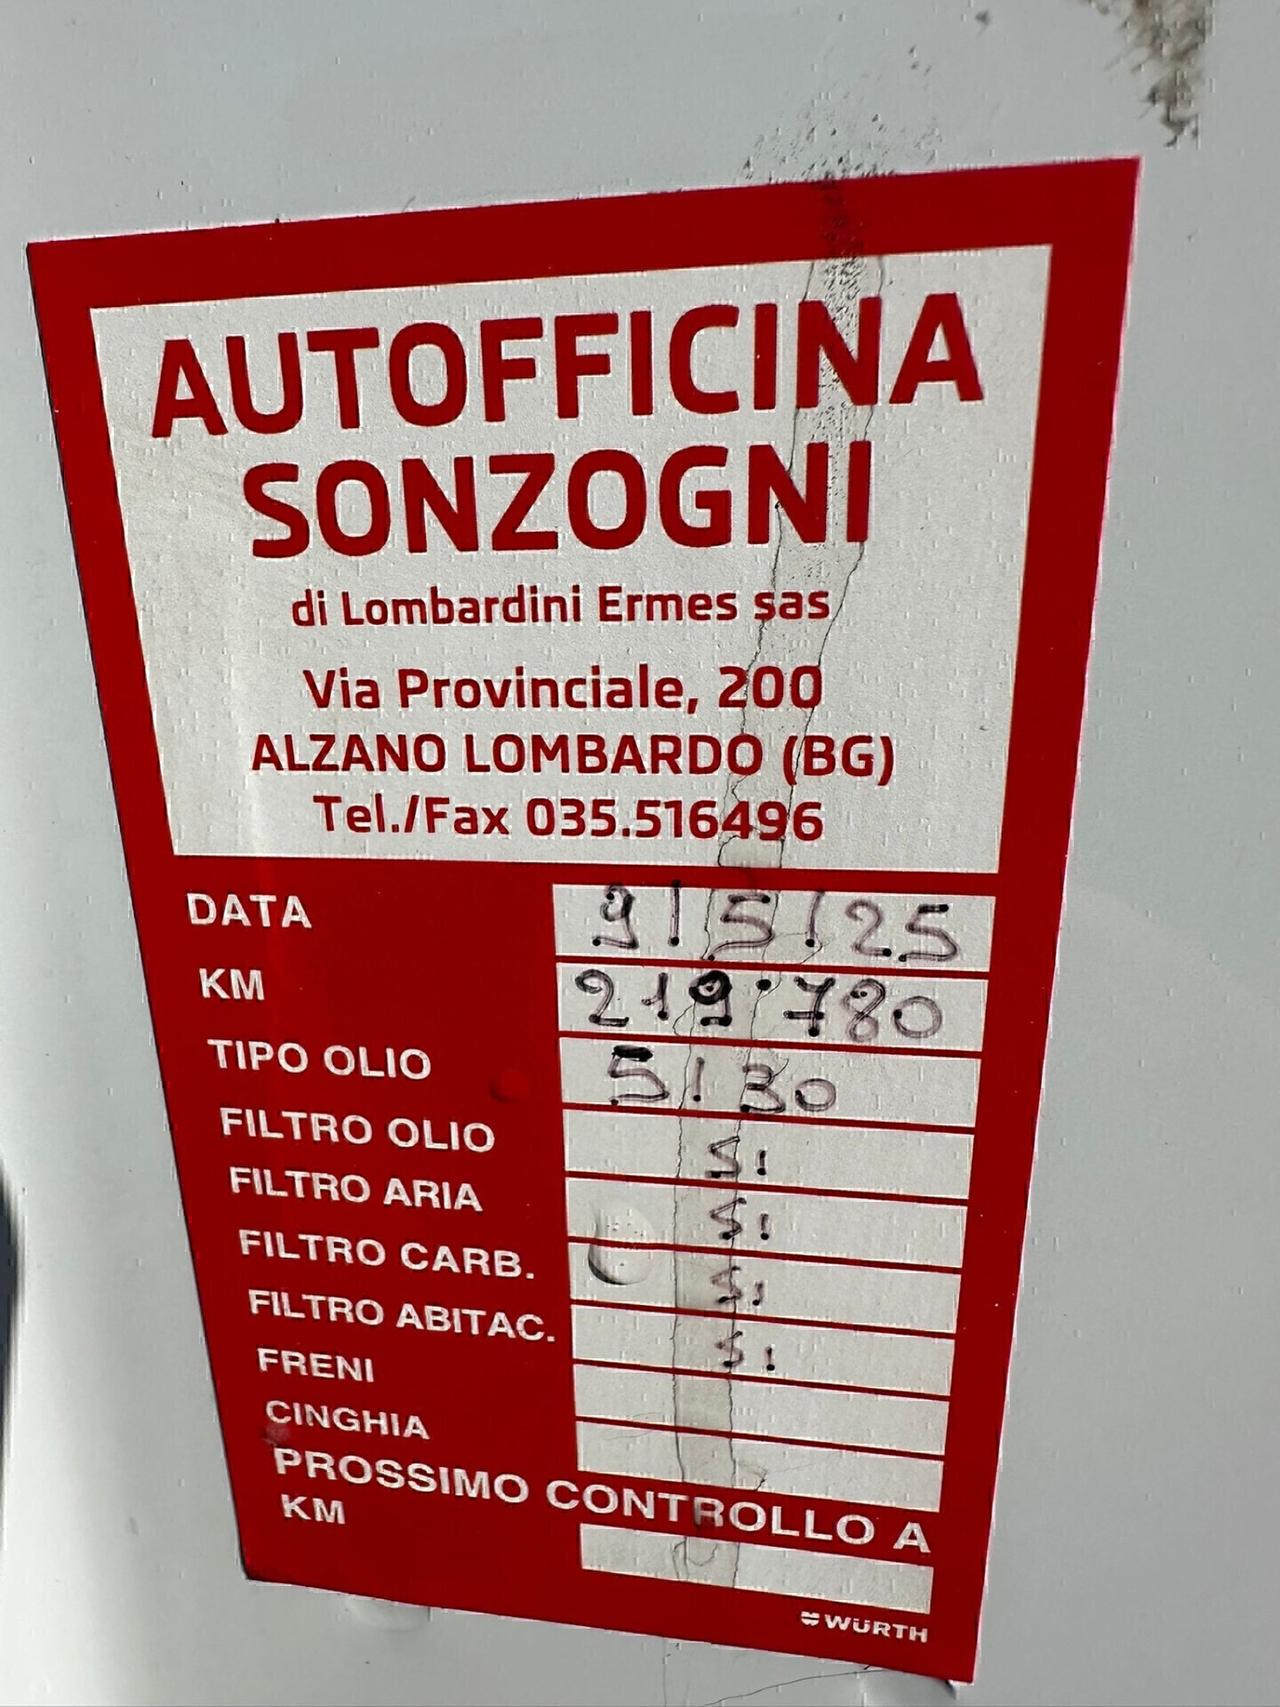 AUTOFFICINA
SONZOGNI
di Lombardini Ermes sas
Via Provinciale, 200
ALZANO LOMBARDO (BG)
Tel./Fax 035.516496
DATA 9/5/25
KM 219.780
TIPO OLIO 5/30
FILTRO OLIO Si
FILTRO ARIA Si
FILTRO CARB. Si
FILTRO ABITAC. Si
FRENI
CINGHIA
PROSSIMO CONTROLLO A
KM
WÜRTH